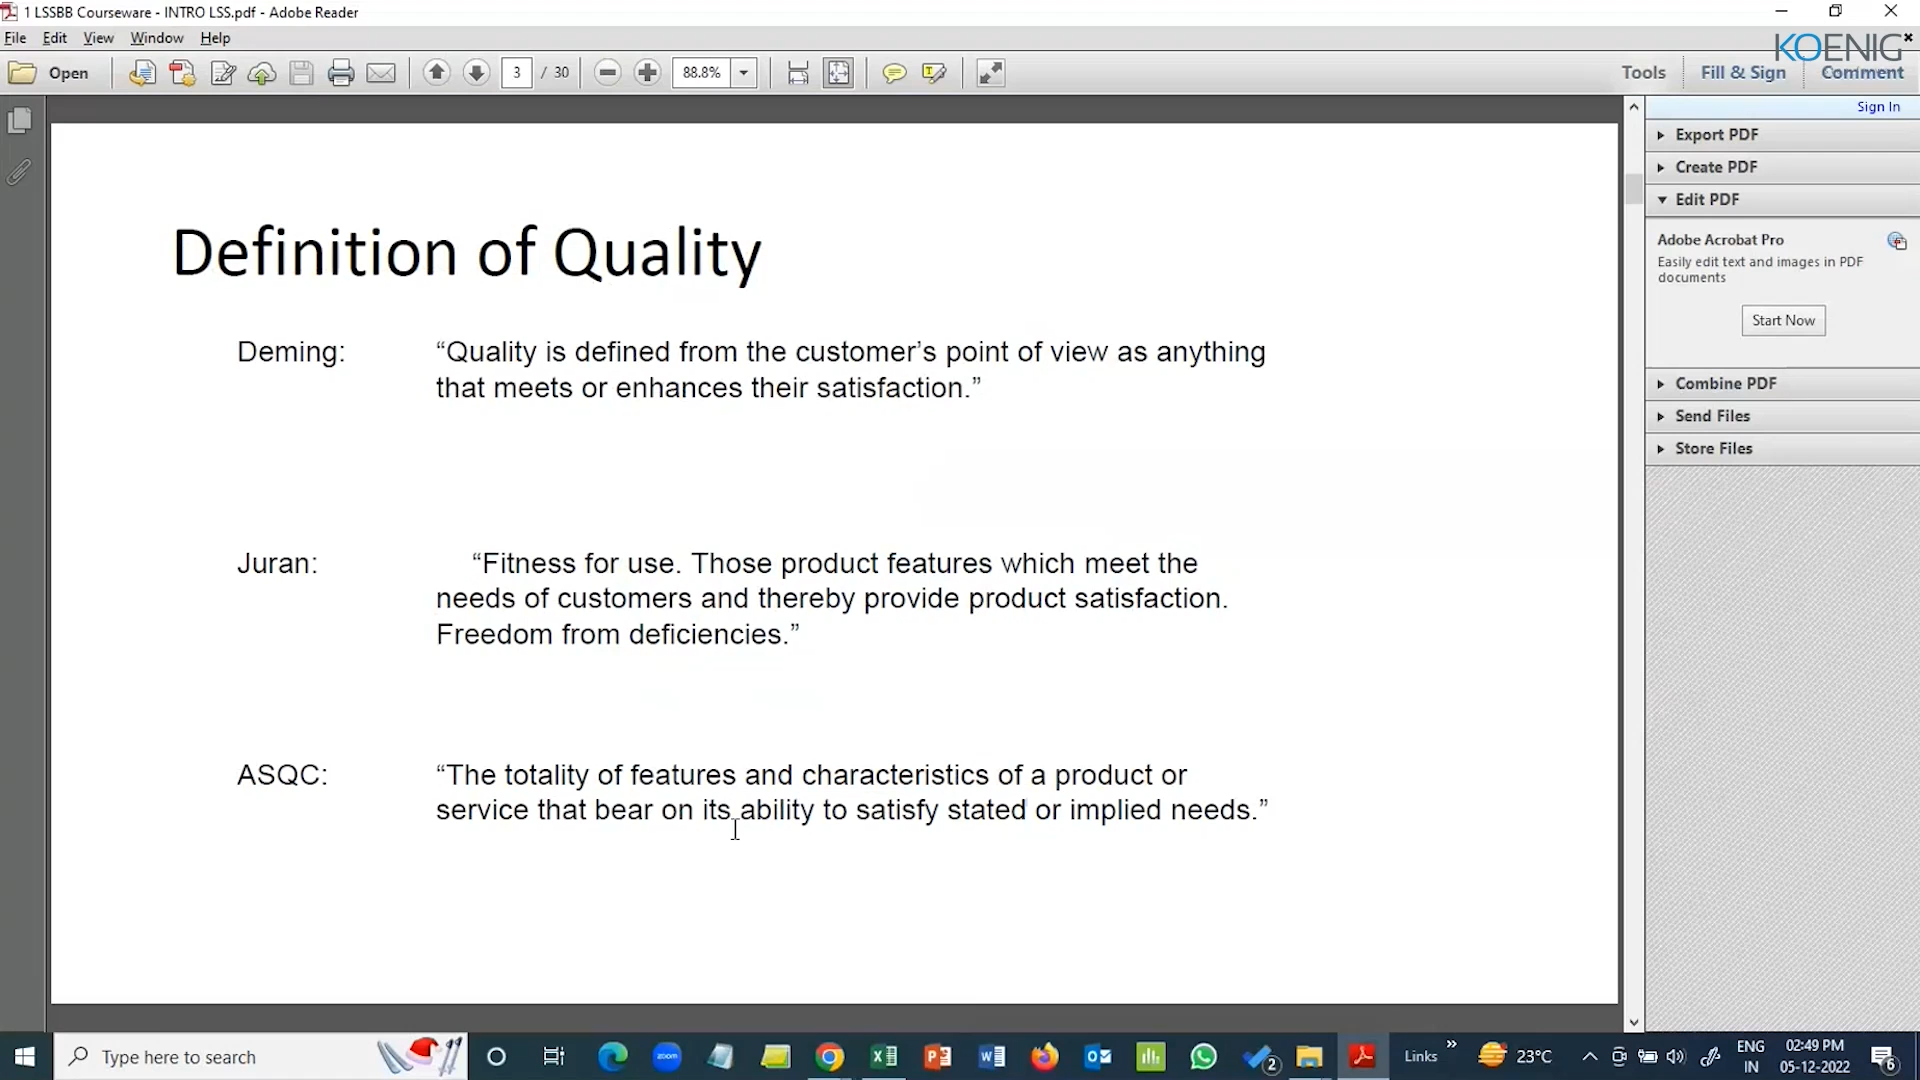 1 LSSBB Courseware - INTRO LSS.pdf - Adobe Reader
File Edit View Window Help
KOENIG
Open 3 / 30 88.8% Tools Fill & Sign Comment
Sign In
Export PDF
Create PDF
Edit PDF
Adobe Acrobat Pro
Easily edit text and images in PDF
documents
Start Now
Combine PDF
Send Files
Store Files
Definition of Quality
Deming: “Quality is defined from the customer’s point of view as anything
that meets or enhances their satisfaction.”
Juran: “Fitness for use. Those product features which meet the
needs of customers and thereby provide product satisfaction.
Freedom from deficiencies.”
ASQC: “The totality of features and characteristics of a product or
service that bear on its ability to satisfy stated or implied needs.”
Type here to search
zoom
2
Links
23°C
ENG
IN
02:49 PM
05-12-2022
6